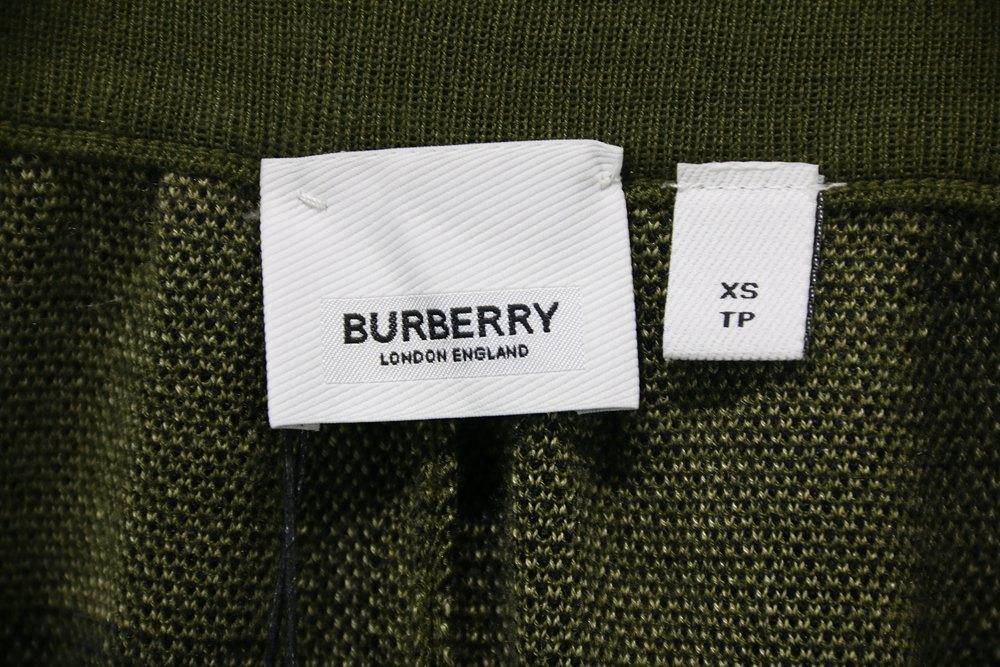 BURBERRY
LONDON ENGLAND
XS
TP